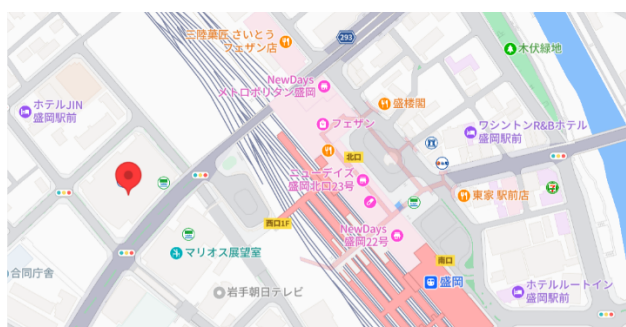 三陸菓匠 さいとう
フェザン店
293
木伏緑地
NewDays
メトロポリタン盛岡
ホテルJIN
盛岡駅前
盛楼閣
フェザン
ワシントンR&Bホテル
盛岡駅前
北口
ニューデイズ
盛岡北口23号
東家 駅前店
西口1F
NewDays
盛岡22号
マリオス展望室
南口
合同庁舎
盛岡
岩手朝日テレビ
ホテルルートイン
盛岡駅前